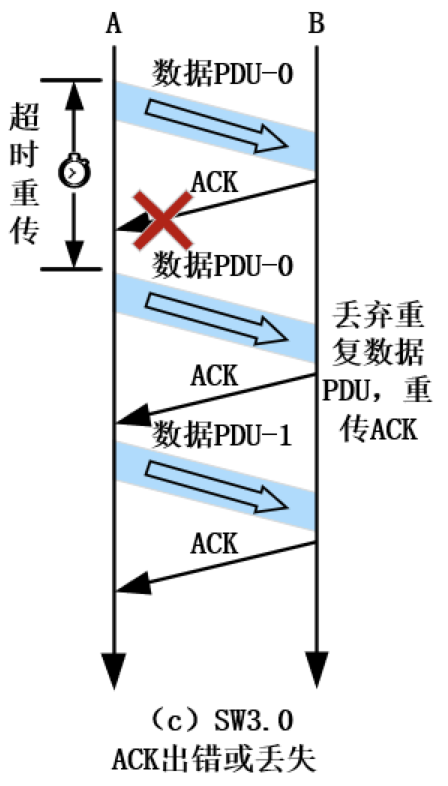 A
B
数据PDU-0
超时重传
ACK
数据PDU-0
丢弃重
复数据
PDU，重
传ACK
ACK
数据PDU-1
ACK
（c）SW3.0
ACK出错或丢失